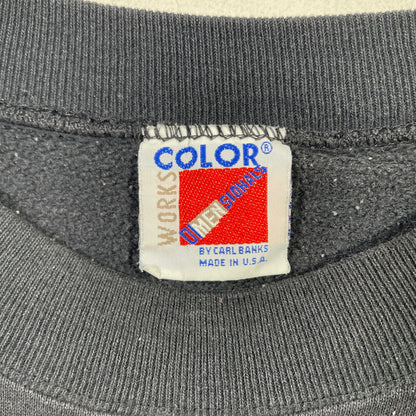 COLOR®
WORKS
DIMENSIONALS
BY CARL BANKS
MADE IN U.S.A.